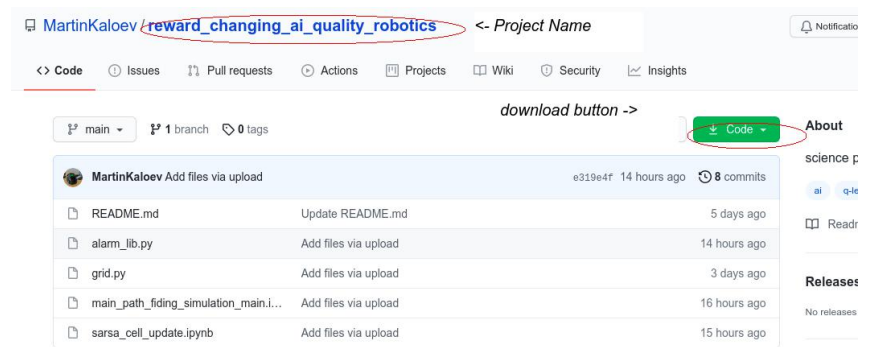 MartinKaloev / reward_changing_ai_quality_robotics <- Project Name Notificatio
Code Issues Pull requests Actions Projects Wiki Security Insights
download button ->
main 1 branch 0 tags Code About
science p
MartinKaloev Add files via upload e319e4f 14 hours ago 8 commits
ai q-le
README.md Update README.md 5 days ago
Readm
alarm_lib.py Add files via upload 14 hours ago
grid.py Add files via upload 3 days ago
Releases
main_path_fiding_simulation_main.i... Add files via upload 16 hours ago
No releases
sarsa_cell_update.ipynb Add files via upload 15 hours ago